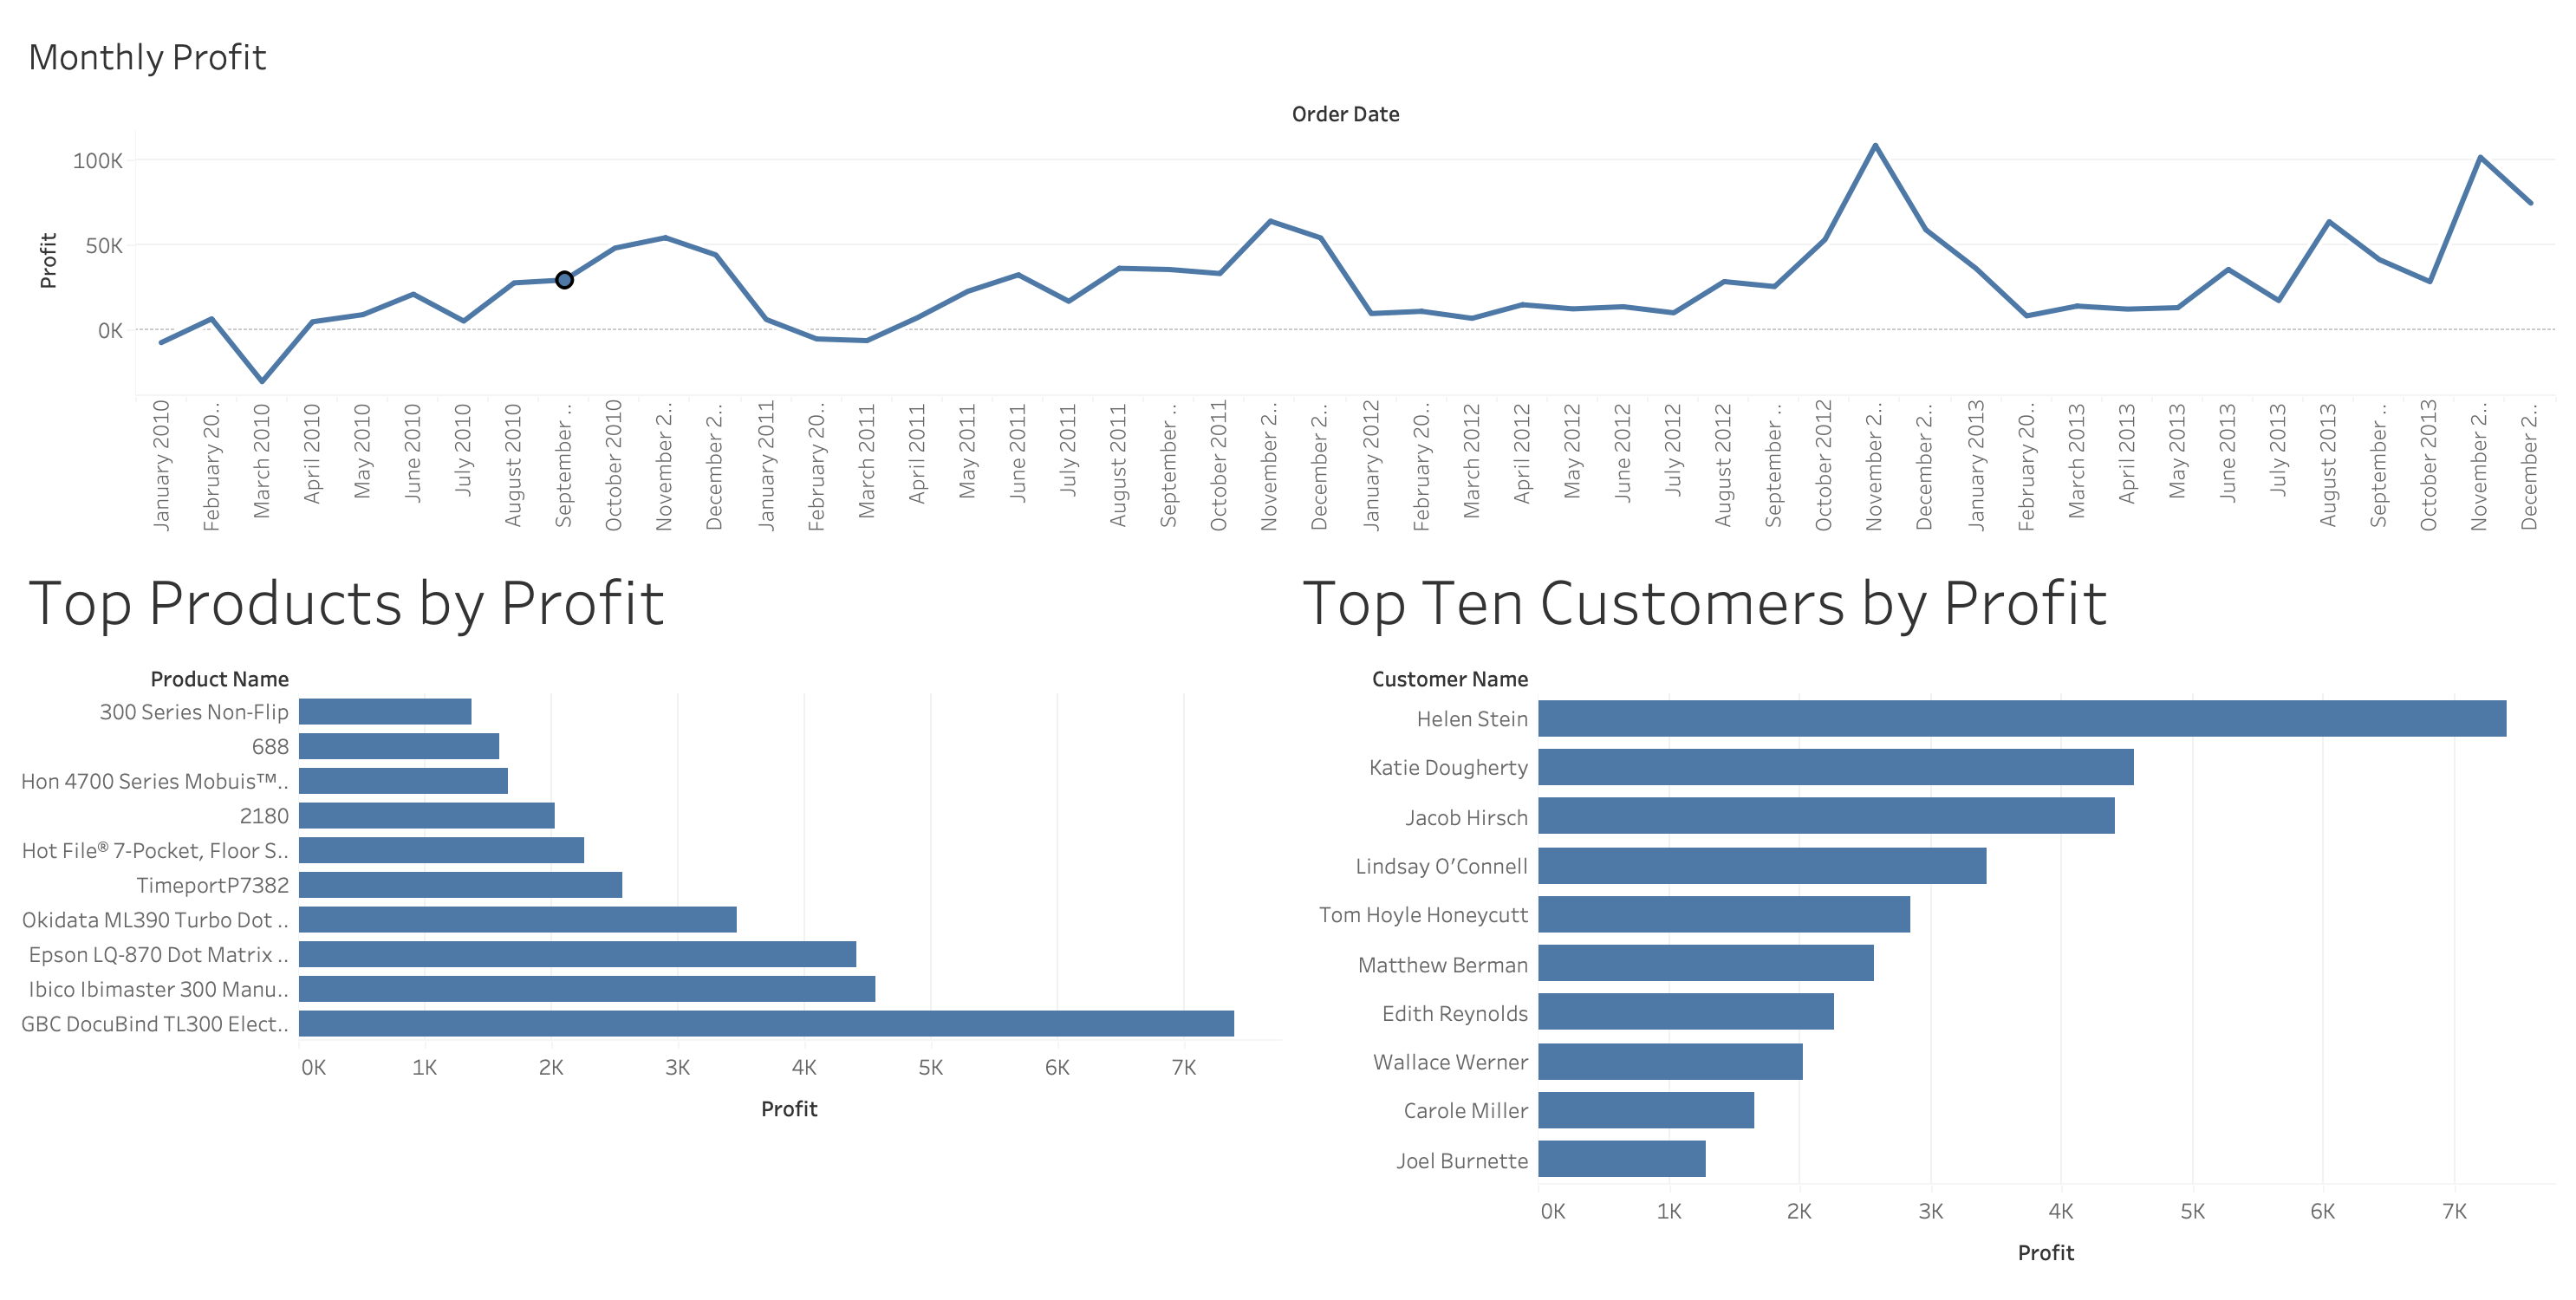 Monthly Profit
Order Date
Profit
100K
50K
0K
January 2010
February 20..
March 2010
April 2010
May 2010
June 2010
July 2010
August 2010
September ..
October 2010
November 2..
December 2..
January 2011
February 20..
March 2011
April 2011
May 2011
June 2011
July 2011
August 2011
September ..
October 2011
November 2..
December 2..
January 2012
February 20..
March 2012
April 2012
May 2012
June 2012
July 2012
August 2012
September ..
October 2012
November 2..
December 2..
January 2013
February 20..
March 2013
April 2013
May 2013
June 2013
July 2013
August 2013
September ..
October 2013
November 2..
December 2..
Top Products by Profit
Product Name
300 Series Non-Flip
688
Hon 4700 Series Mobuis™..
2180
Hot File® 7-Pocket, Floor S..
TimeportP7382
Okidata ML390 Turbo Dot ..
Epson LQ-870 Dot Matrix ..
Ibico Ibimaster 300 Manu..
GBC DocuBind TL300 Elect..
0K 1K 2K 3K 4K 5K 6K 7K
Profit
Top Ten Customers by Profit
Customer Name
Helen Stein
Katie Dougherty
Jacob Hirsch
Lindsay O’Connell
Tom Hoyle Honeycutt
Matthew Berman
Edith Reynolds
Wallace Werner
Carole Miller
Joel Burnette
0K 1K 2K 3K 4K 5K 6K 7K
Profit